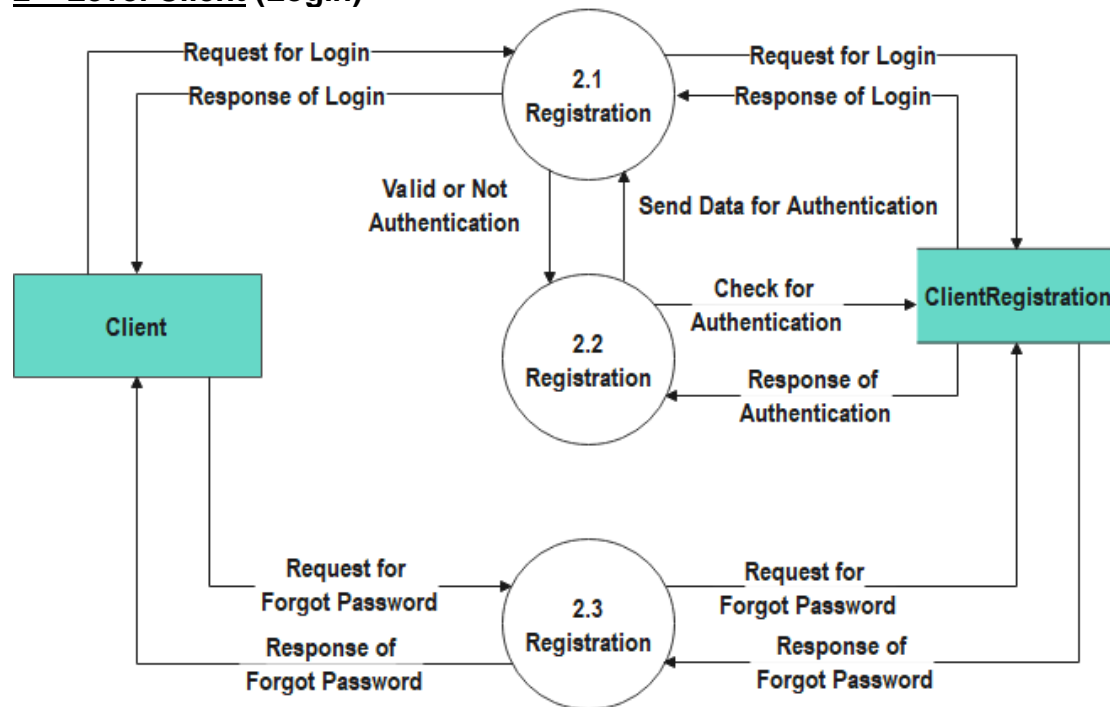 Client (Login)
Request for Login
Response of Login
2.1
Registration
Request for Login
Response of Login
Valid or Not
Authentication
Send Data for Authentication
Client
2.2
Registration
Check for
Authentication
Response of
Authentication
ClientRegistration
Request for
Forgot Password
Response of
Forgot Password
2.3
Registration
Request for
Forgot Password
Response of
Forgot Password